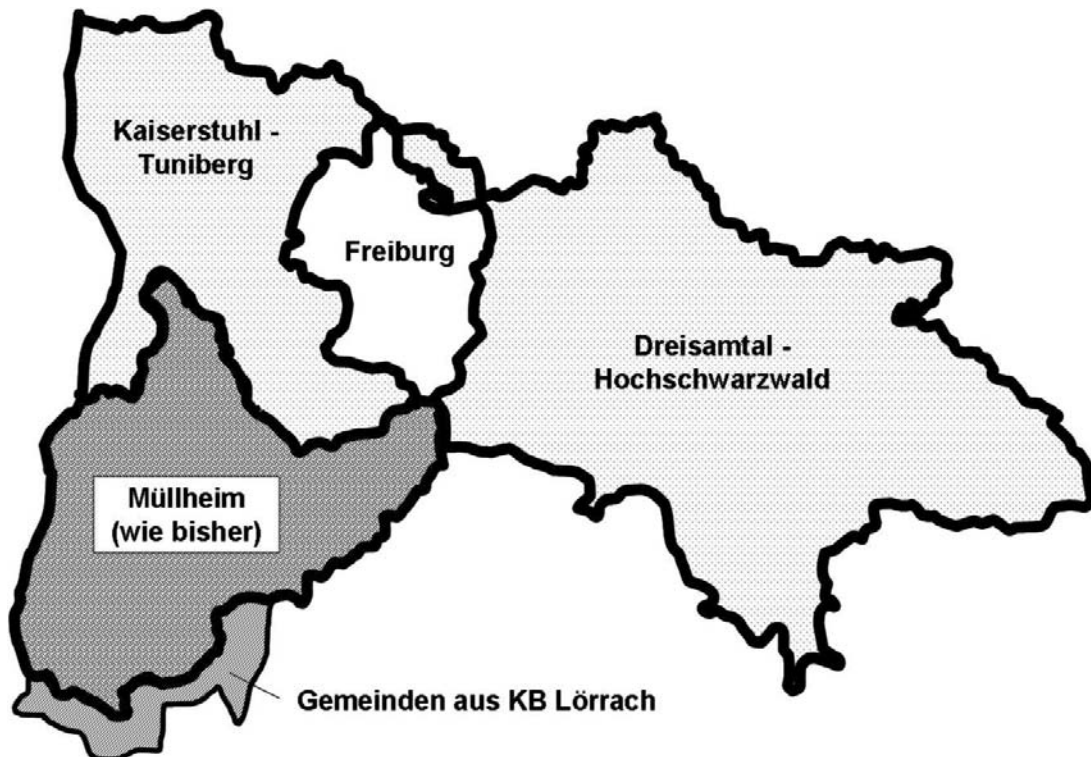 Kaiserstuhl -
Tuniberg
Freiburg
Dreisamtal -
Hochschwarzwald
Müllheim
(wie bisher)
Gemeinden aus KB Lörrach